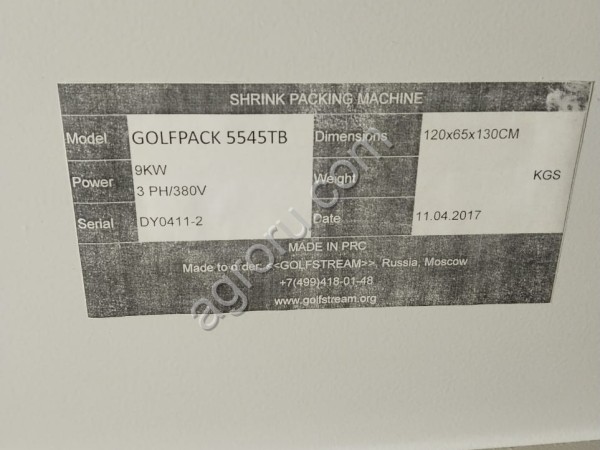 SHRINK PACKING MACHINE
Model GOLFPACK 5545TB Dimensions 120x65x130CM
Power 9KW
3 PH/380V Weight KGS
Serial DY0411-2 Date 11.04.2017
MADE IN PRC
Made to order: <<GOLFSTREAM>>, Russia, Moscow
+7(499)418-01-48
www.golfstream.org
agroru.com